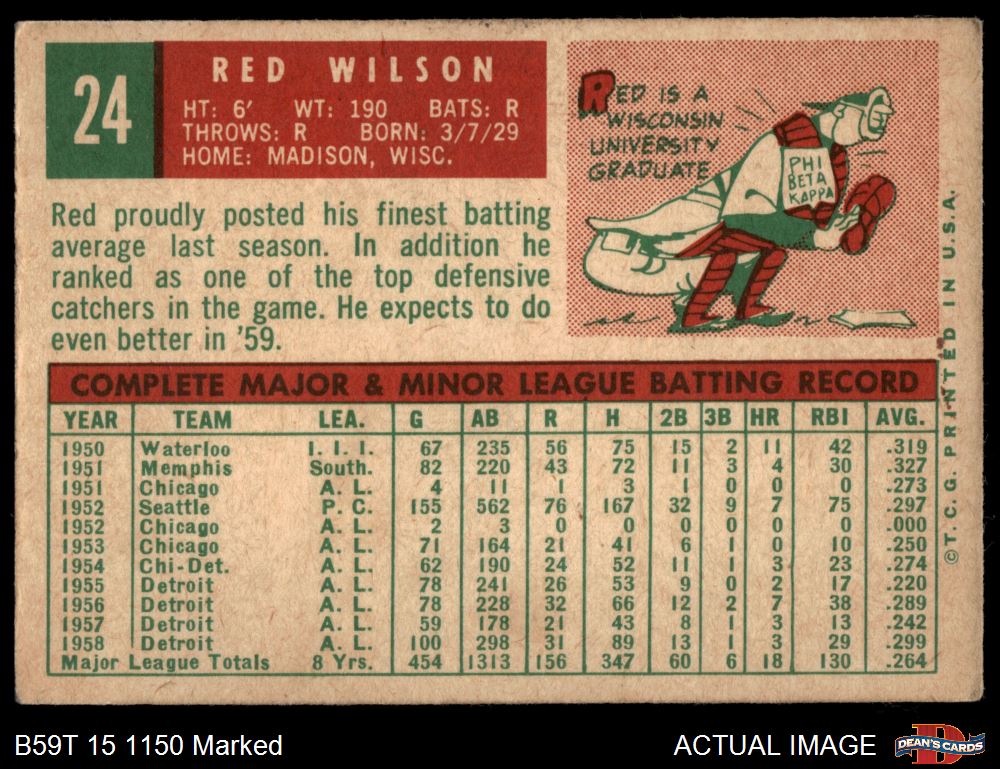 24
RED WILSON
HT: 6' WT: 190 BATS: R
THROWS: R BORN: 3/7/29
HOME: MADISON, WISC.
RED IS A
WISCONSIN
UNIVERSITY
GRADUATE
PHI
BETA
KAPPA
Red proudly posted his finest batting
average last season. In addition he
ranked as one of the top defensive
catchers in the game. He expects to do
even better in '59.
COMPLETE MAJOR & MINOR LEAGUE BATTING RECORD
YEAR TEAM LEA. G AB R H 2B 3B HR RBI AVG.
1950 Waterloo I. I. I. 67 235 56 75 15 2 11 42 .319
1951 Memphis South. 82 220 43 72 11 3 4 30 .327
1951 Chicago A. L. 4 11 1 3 1 0 0 0 .273
1952 Seattle P. C. 155 562 76 167 32 9 7 75 .297
1952 Chicago A. L. 2 3 0 0 0 0 0 0 .000
1953 Chicago A. L. 71 164 21 41 6 1 0 10 .250
1954 Chi-Det. A. L. 62 190 24 52 11 1 3 23 .274
1955 Detroit A. L. 78 241 26 53 9 0 2 17 .220
1956 Detroit A. L. 78 228 32 66 12 2 7 38 .289
1957 Detroit A. L. 59 178 21 43 8 1 3 13 .242
1958 Detroit A. L. 100 298 31 89 13 1 3 29 .299
Major League Totals 8 Yrs. 454 1313 156 347 60 6 18 130 .264
© T. C. G. PRINTED IN U.S.A.
B59T 15 1150 Marked
ACTUAL IMAGE
DEAN'S CARDS